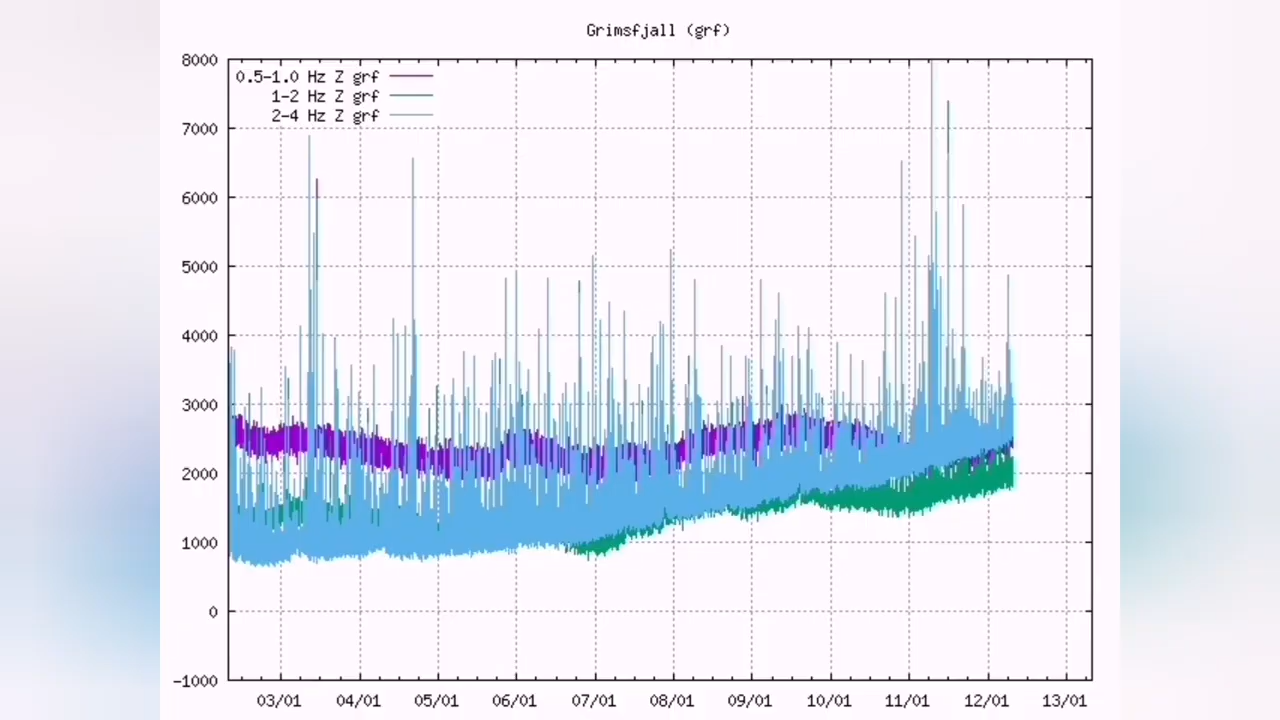 Grimsfjall (grf)
8000
0.5-1.0 Hz Z grf
1-2 Hz Z grf
2-4 Hz Z grf
7000
6000
5000
4000
3000
2000
1000
0
-1000
03/01 04/01 05/01 06/01 07/01 08/01 09/01 10/01 11/01 12/01 13/01